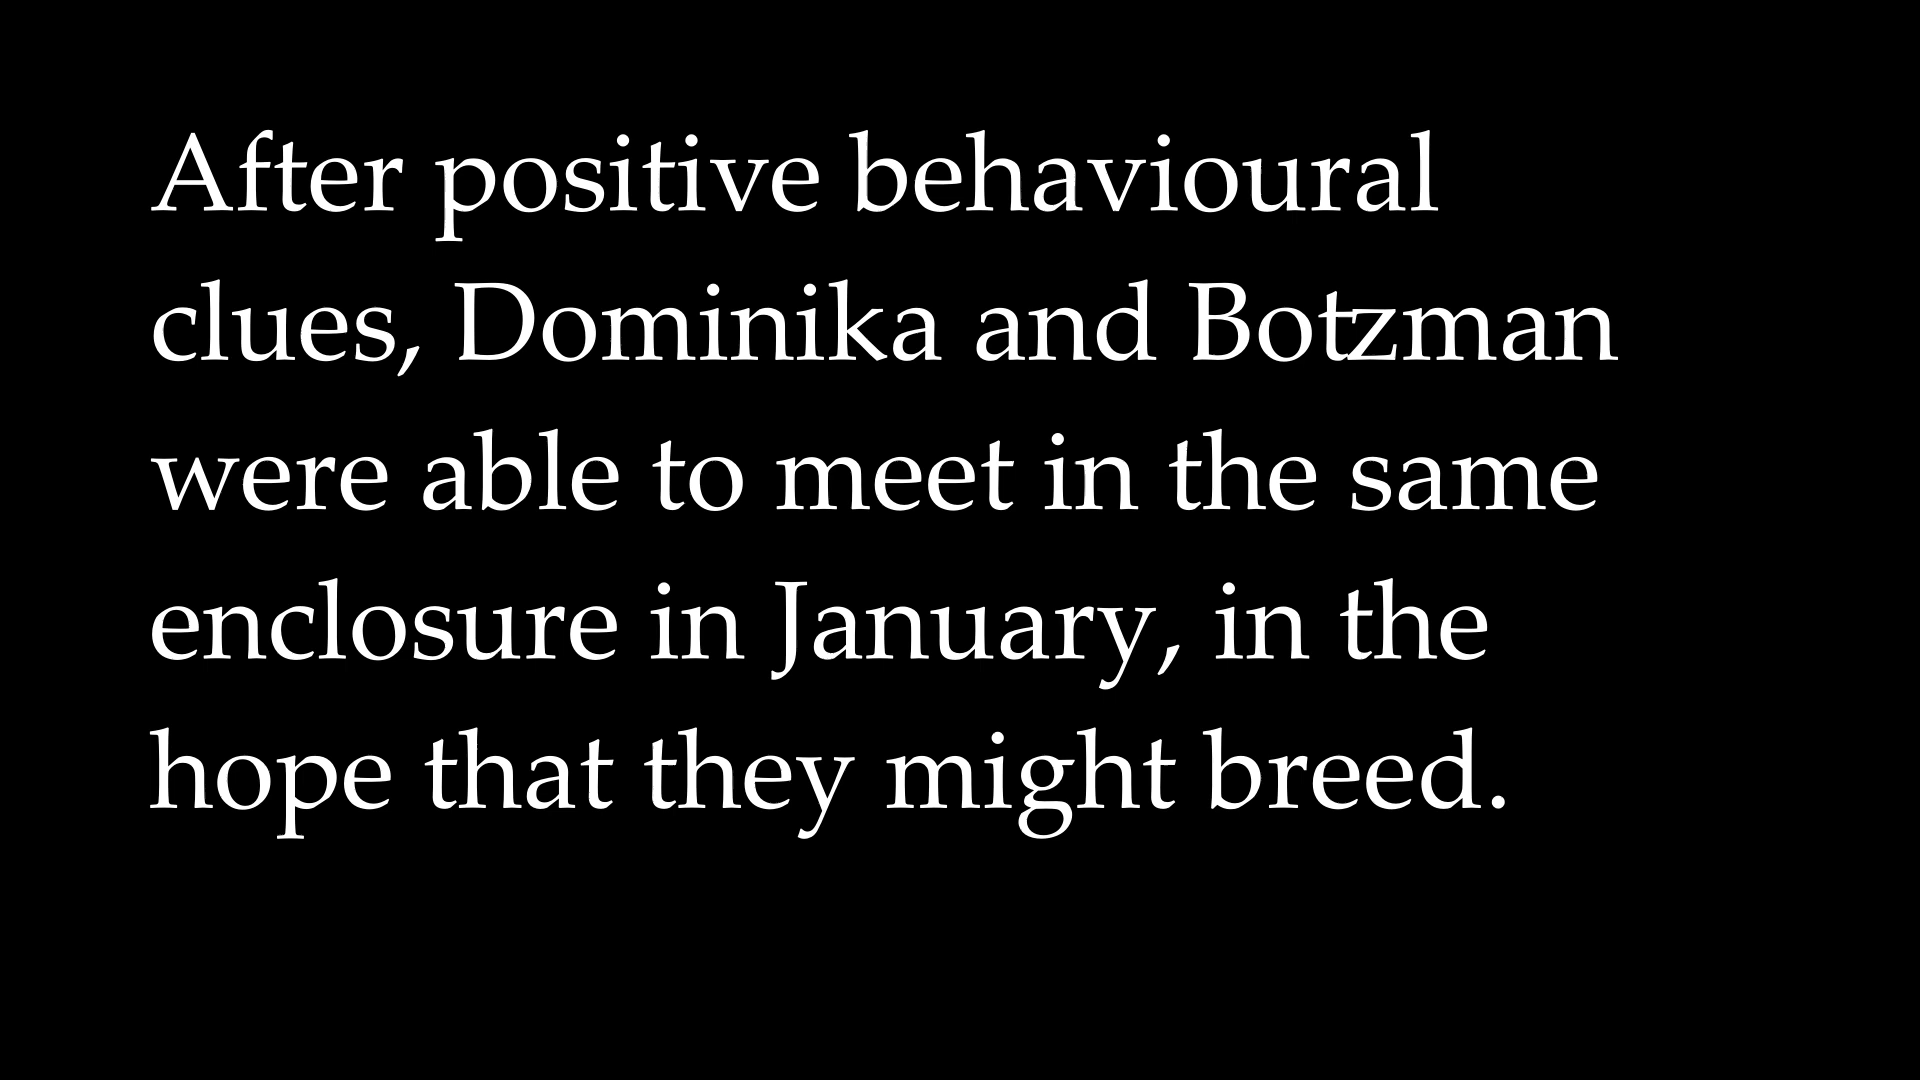 After positive behavioural
clues, Dominika and Botzman
were able to meet in the same
enclosure in January, in the
hope that they might breed.